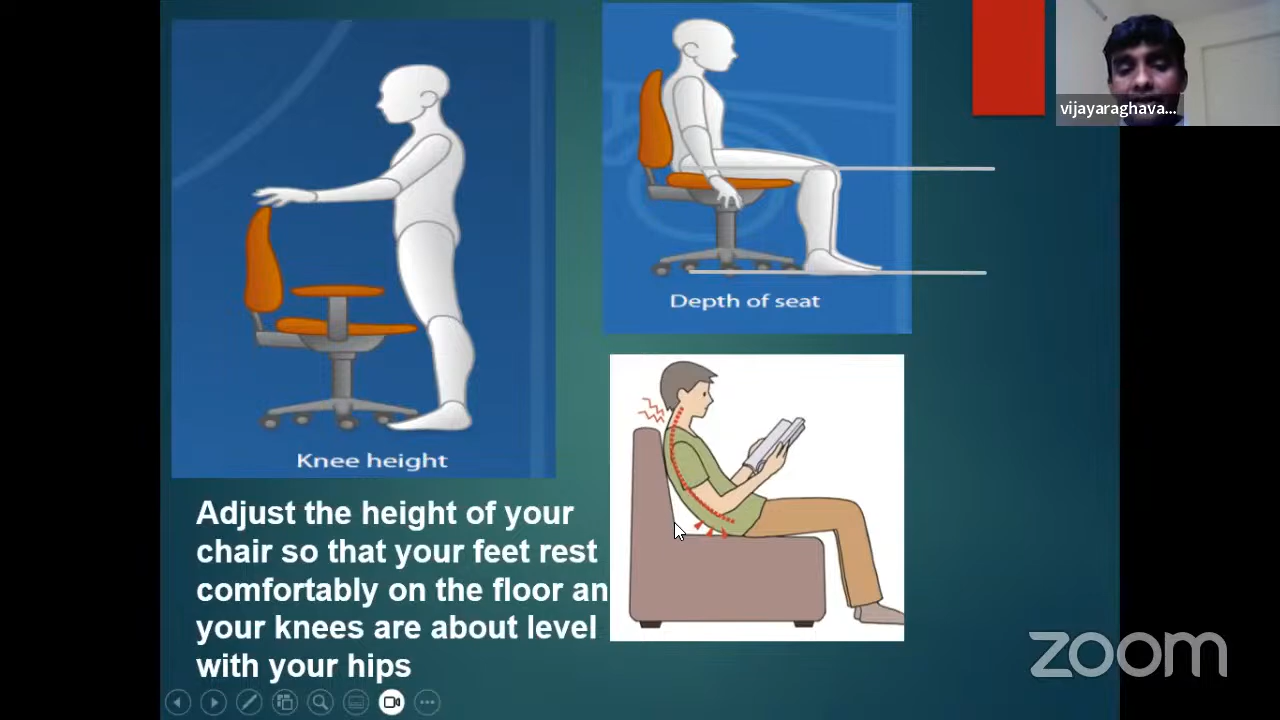 vijayaraghava...
Depth of seat
Knee height
Adjust the height of your
chair so that your feet rest
comfortably on the floor an
your knees are about level
with your hips
zoom